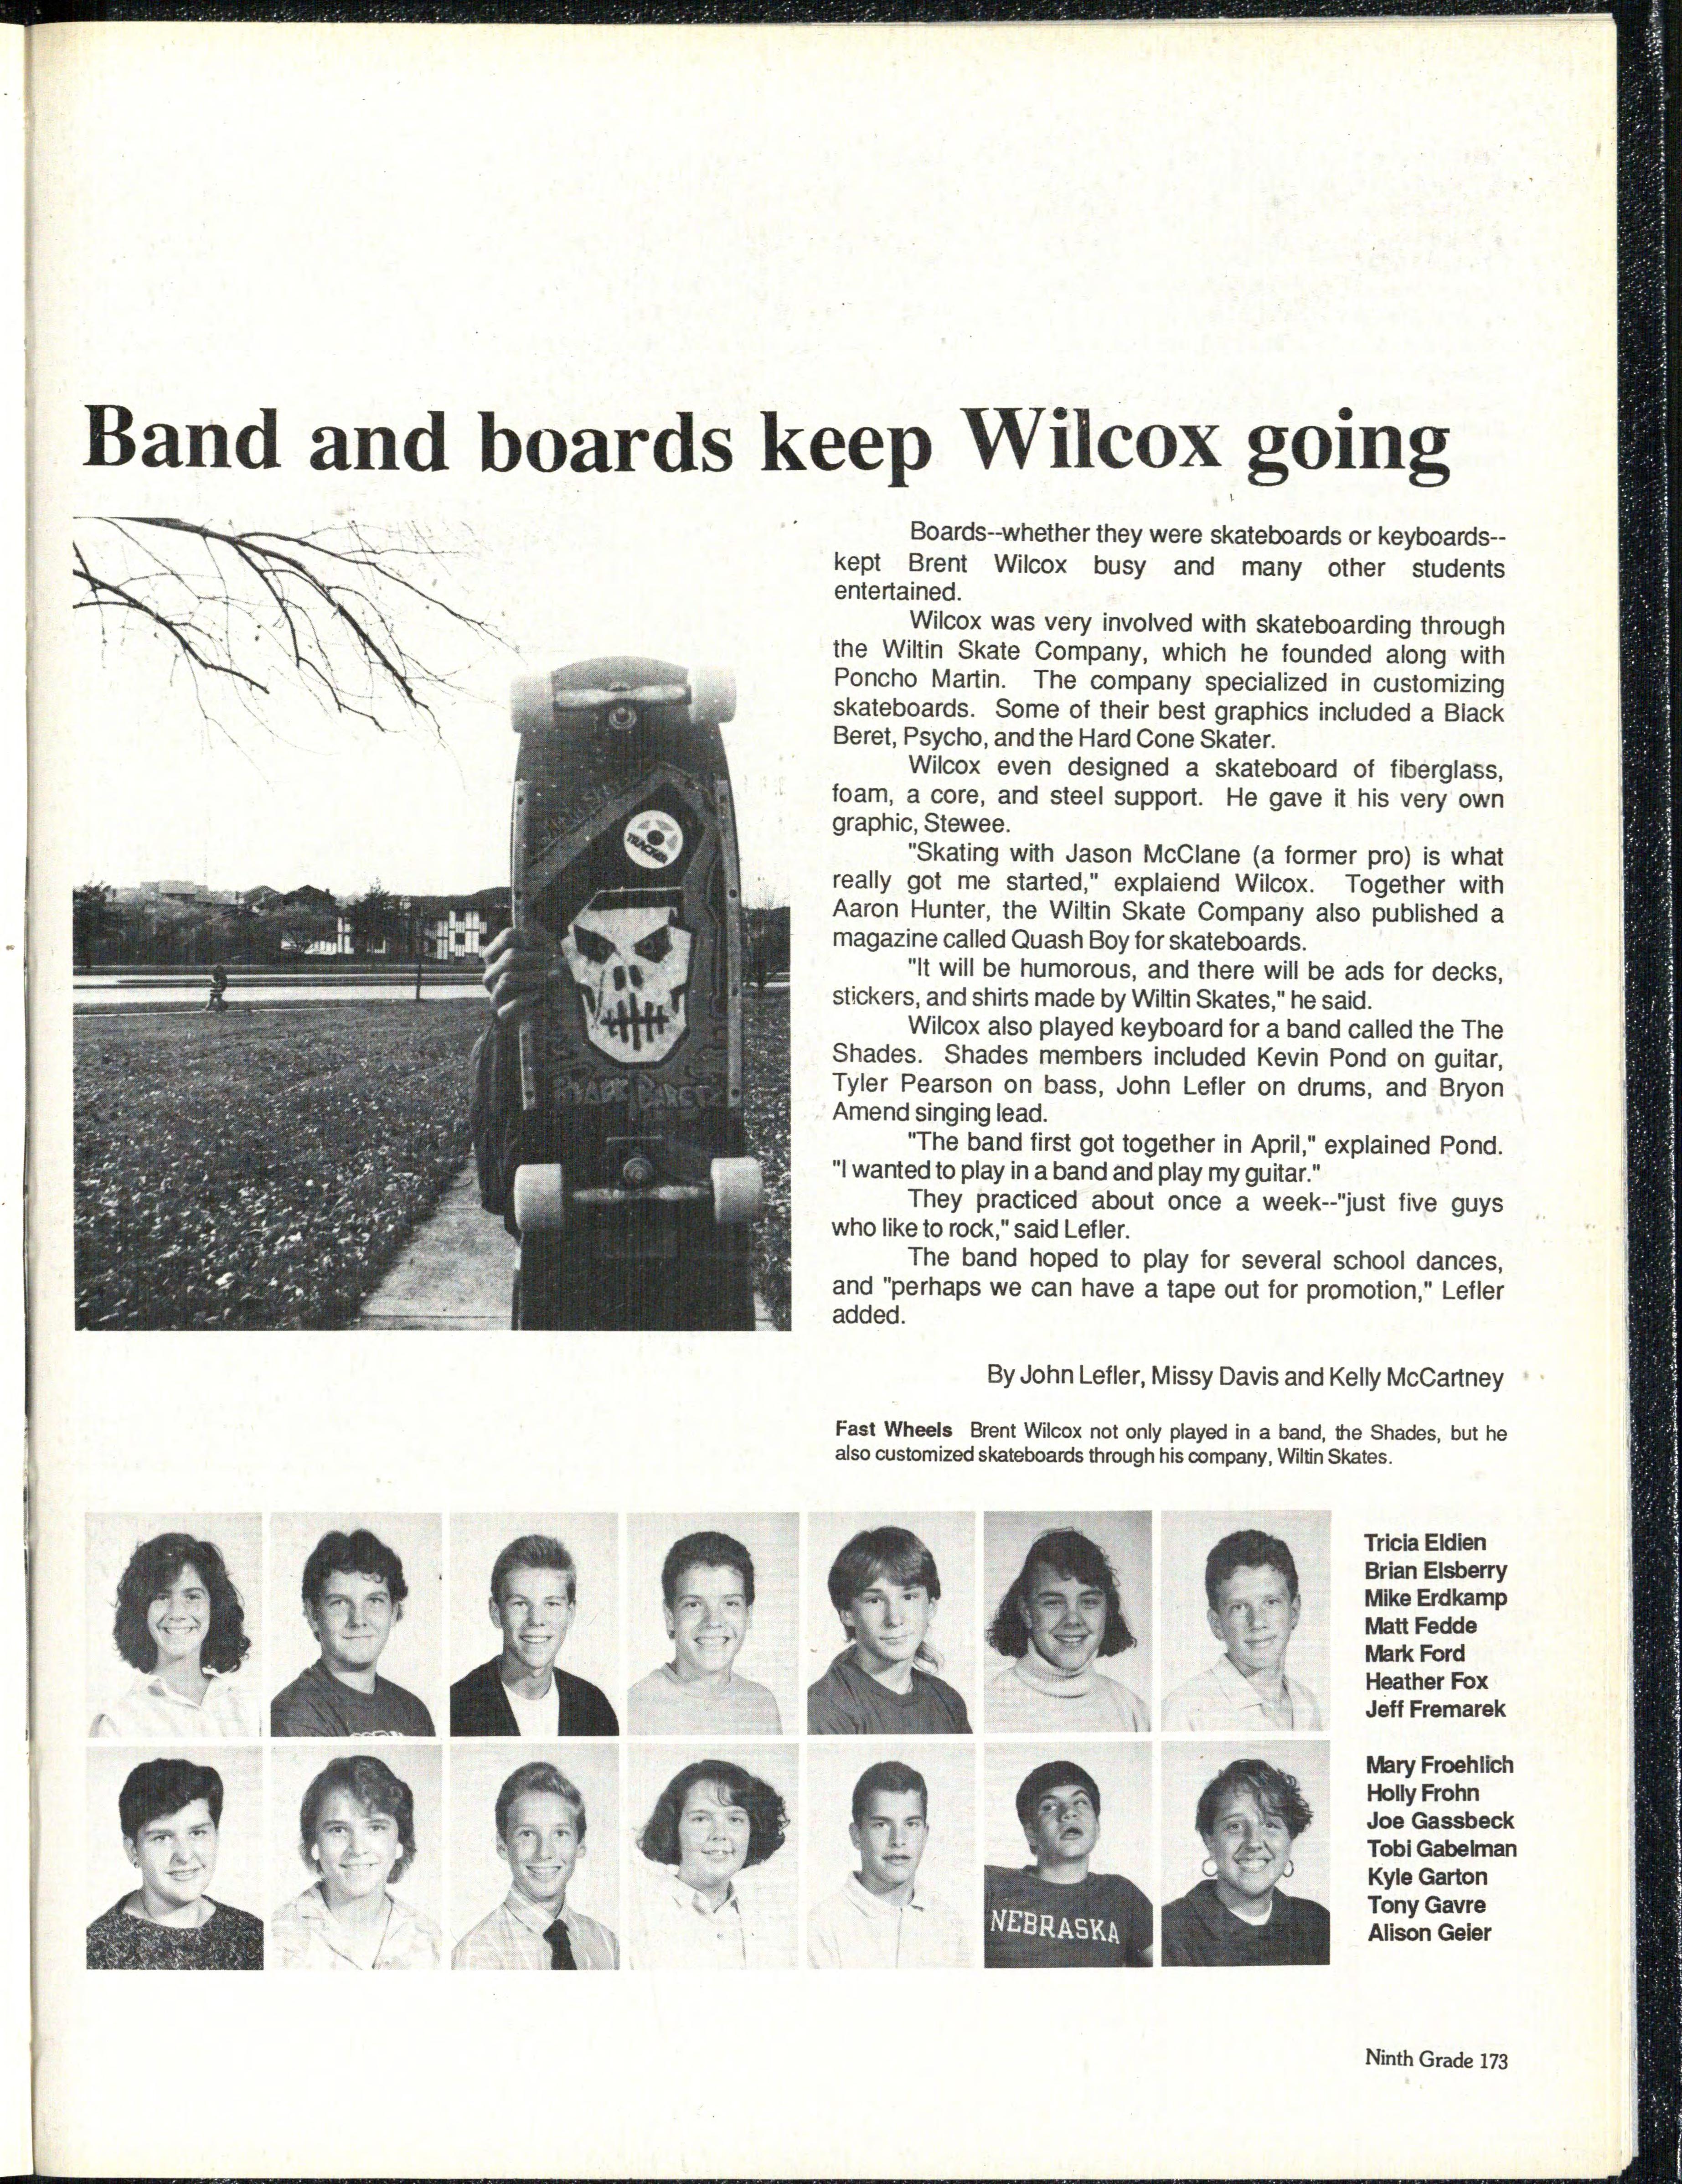 Band and boards keep Wilcox going
Boards--whether they were skateboards or keyboards--
kept Brent Wilcox busy and many other students
entertained.
Wilcox was very involved with skateboarding through
the Wiltin Skate Company, which he founded along with
Poncho Martin. The company specialized in customizing
skateboards. Some of their best graphics included a Black
Beret, Psycho, and the Hard Cone Skater.
Wilcox even designed a skateboard of fiberglass,
foam, a core, and steel support. He gave it his very own
graphic, Stewee.
"Skating with Jason McClane (a former pro) is what
really got me started," explaiend Wilcox. Together with
Aaron Hunter, the Wiltin Skate Company also published a
magazine called Quash Boy for skateboards.
"It will be humorous, and there will be ads for decks,
stickers, and shirts made by Wiltin Skates," he said.
Wilcox also played keyboard for a band called the The
Shades. Shades members included Kevin Pond on guitar,
Tyler Pearson on bass, John Lefler on drums, and Bryon
Amend singing lead.
"The band first got together in April," explained Pond.
"I wanted to play in a band and play my guitar."
They practiced about once a week--"just five guys
who like to rock," said Lefler.
The band hoped to play for several school dances,
and "perhaps we can have a tape out for promotion," Lefler
added.
By John Lefler, Missy Davis and Kelly McCartney
Fast Wheels Brent Wilcox not only played in a band, the Shades, but he
also customized skateboards through his company, Wiltin Skates.
TRACKER
Tricia Eldien
Brian Elsberry
Mike Erdkamp
Matt Fedde
Mark Ford
Heather Fox
Jeff Fremarek
Mary Froehlich
Holly Frohn
Joe Gassbeck
Tobi Gabelman
Kyle Garton
Tony Gavre
Alison Geier
NEBRASKA
Ninth Grade 173